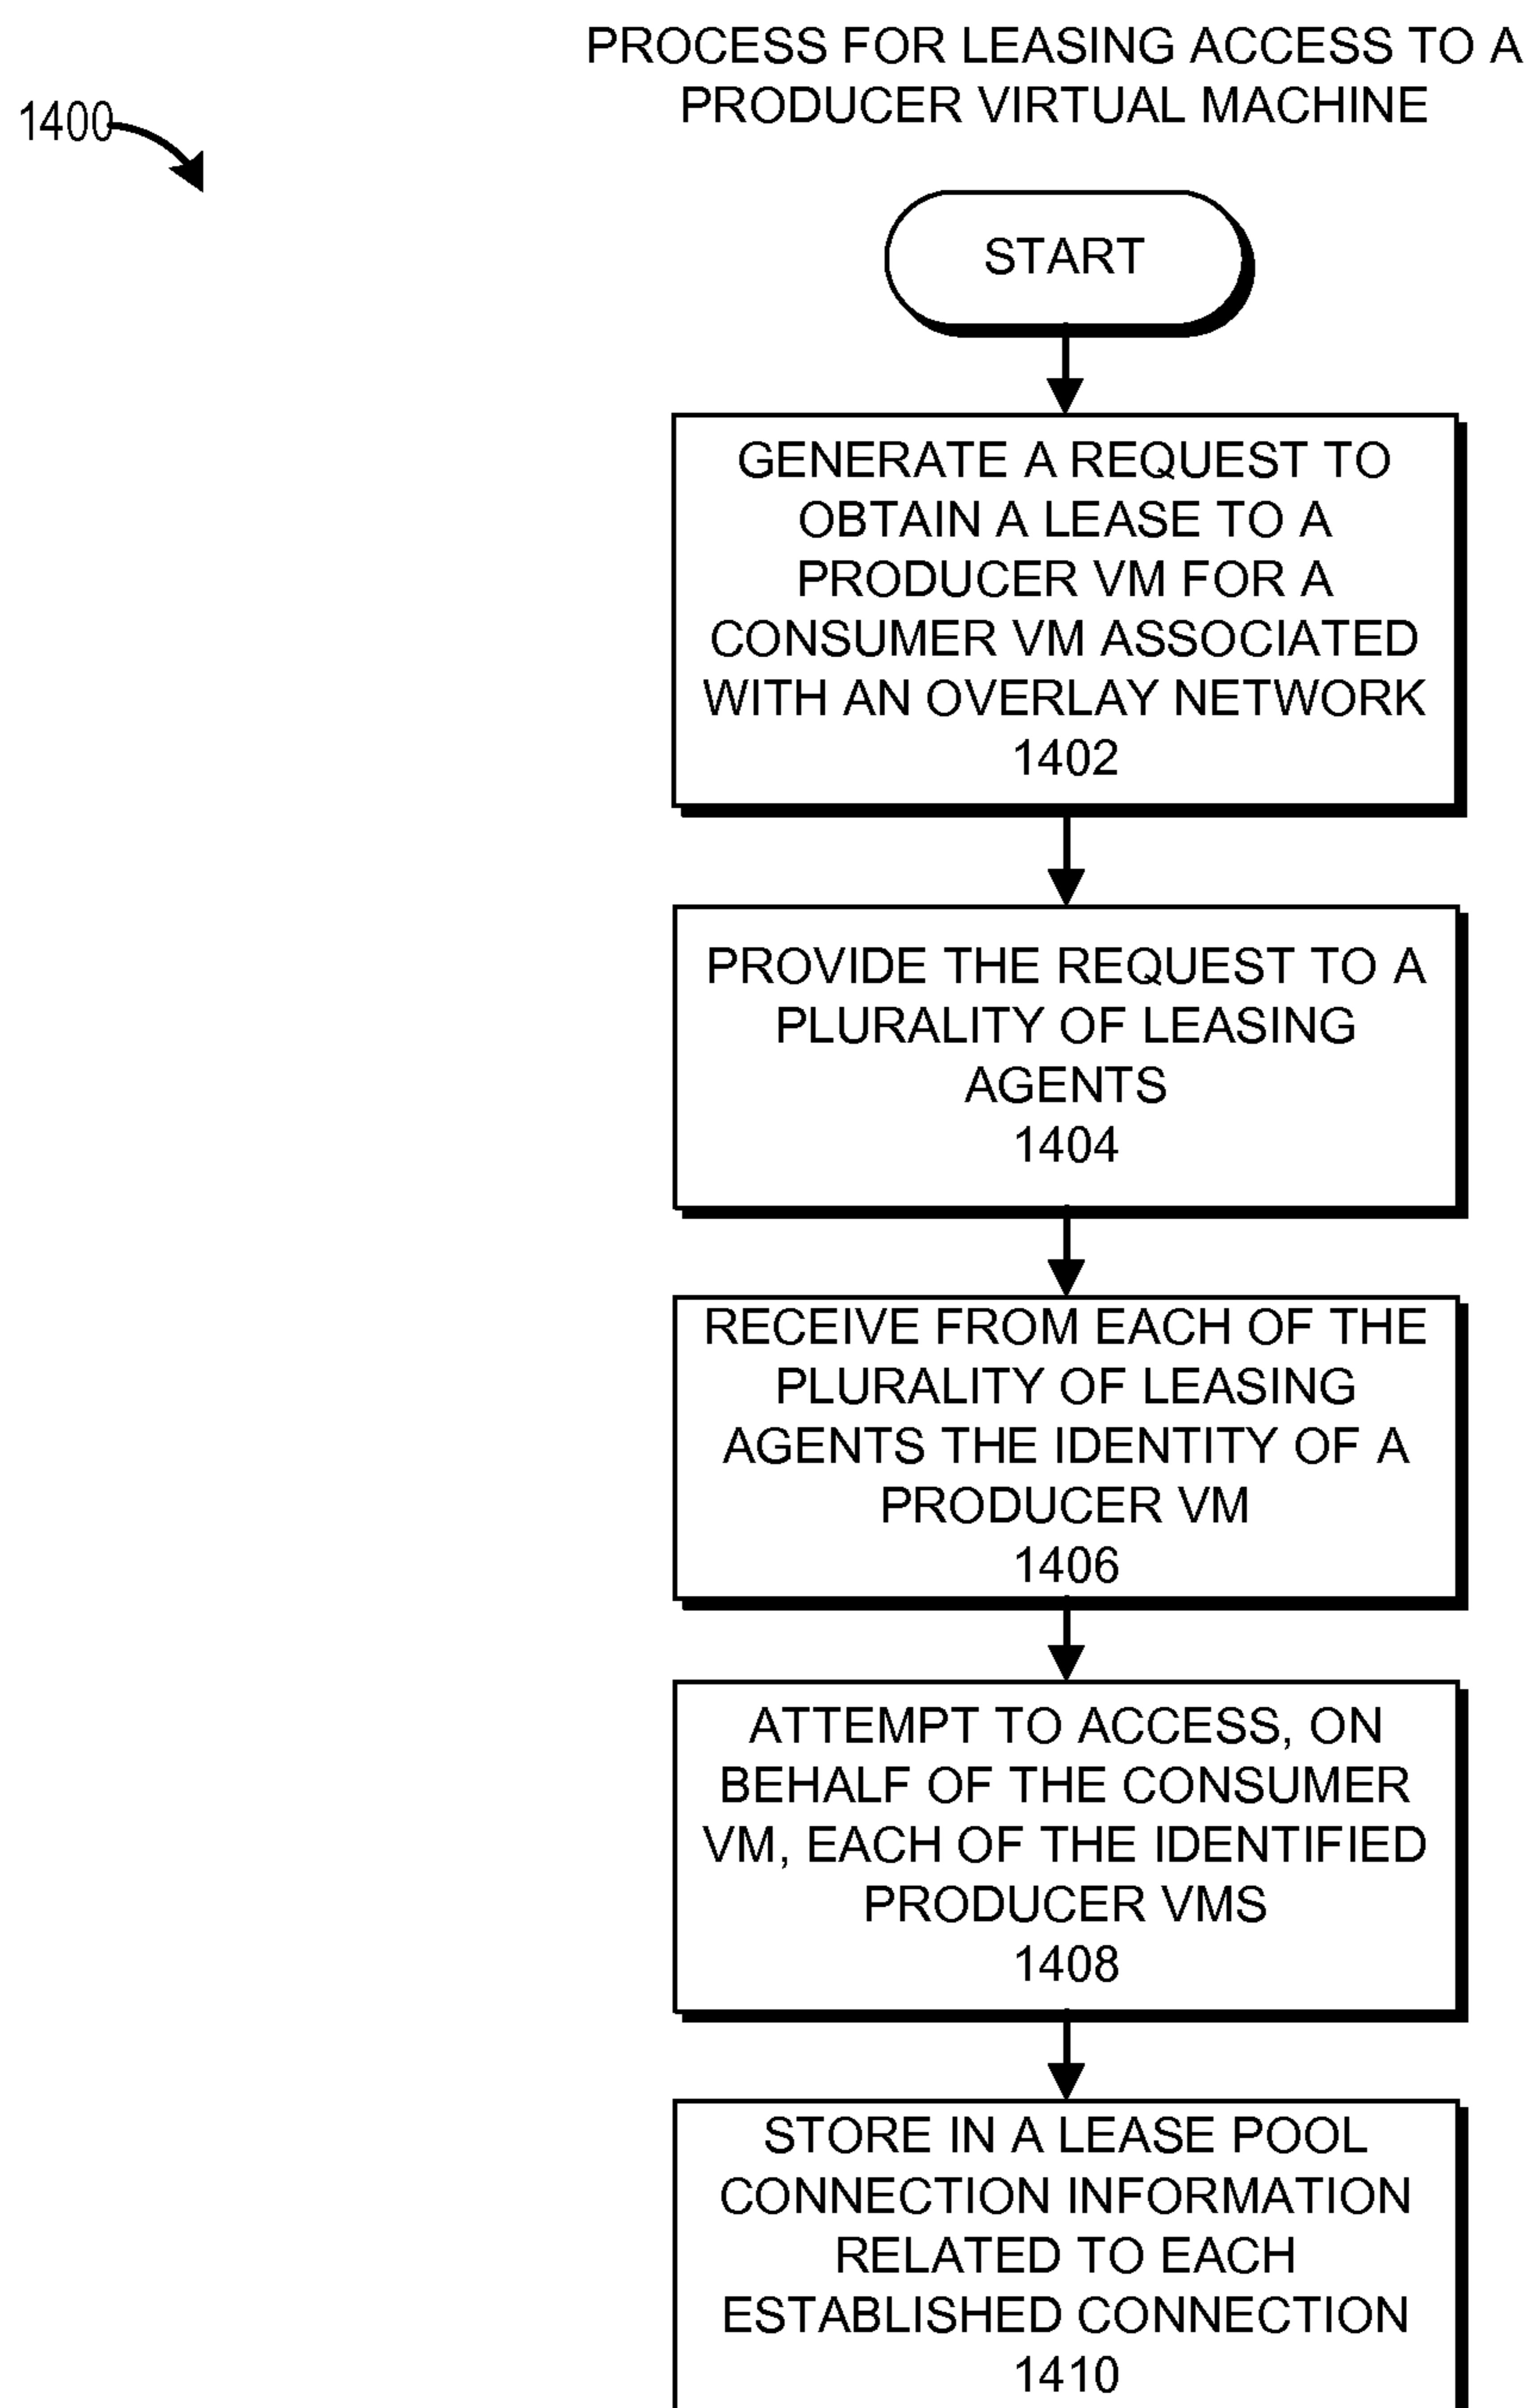 PROCESS FOR LEASING ACCESS TO A
PRODUCER VIRTUAL MACHINE
1400
START
GENERATE A REQUEST TO
OBTAIN A LEASE TO A
PRODUCER VM FOR A
CONSUMER VM ASSOCIATED
WITH AN OVERLAY NETWORK
1402
PROVIDE THE REQUEST TO A
PLURALITY OF LEASING
AGENTS
1404
RECEIVE FROM EACH OF THE
PLURALITY OF LEASING
AGENTS THE IDENTITY OF A
PRODUCER VM
1406
ATTEMPT TO ACCESS, ON
BEHALF OF THE CONSUMER
VM, EACH OF THE IDENTIFIED
PRODUCER VMS
1408
STORE IN A LEASE POOL
CONNECTION INFORMATION
RELATED TO EACH
ESTABLISHED CONNECTION
1410